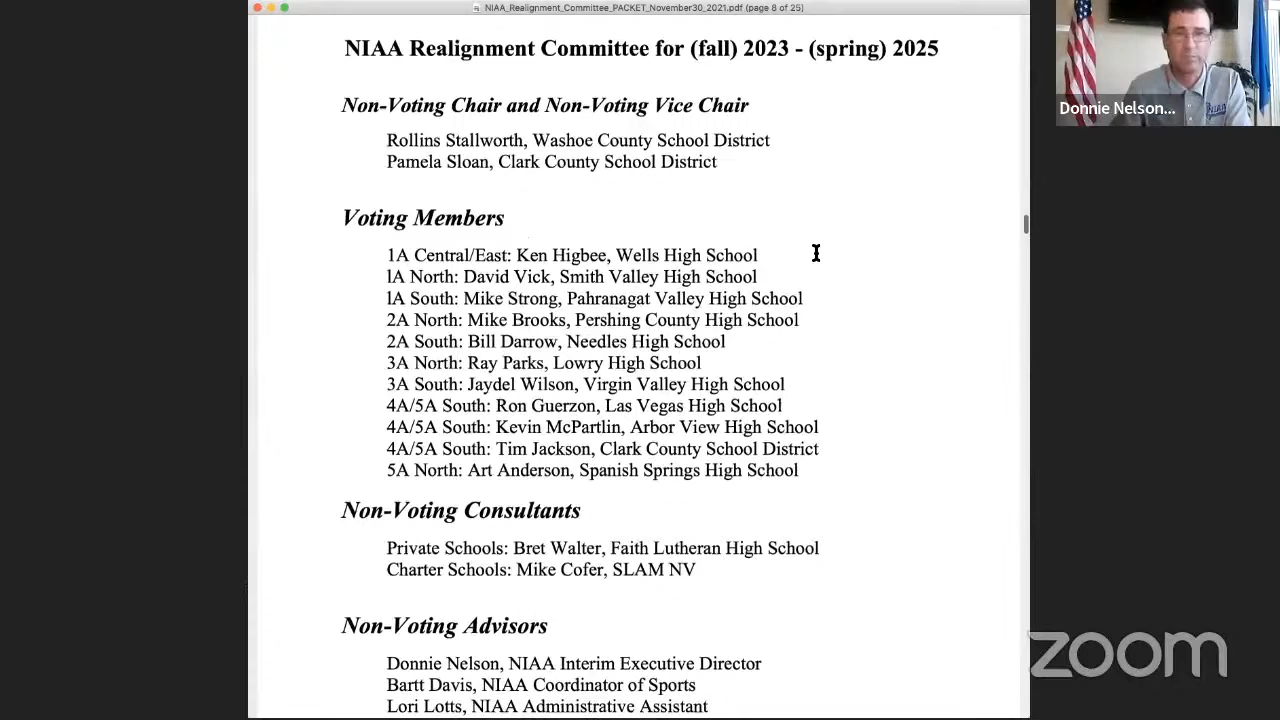 NIAA_Realignment_Committee_PACKET_November30_2021.pdf (page 8 of 25)
NIAA Realignment Committee for (fall) 2023 - (spring) 2025
Non-Voting Chair and Non-Voting Vice Chair
Rollins Stallworth, Washoe County School District
Pamela Sloan, Clark County School District
Voting Members
1A Central/East: Ken Higbee, Wells High School
lA North: David Vick, Smith Valley High School
lA South: Mike Strong, Pahranagat Valley High School
2A North: Mike Brooks, Pershing County High School
2A South: Bill Darrow, Needles High School
3A North: Ray Parks, Lowry High School
3A South: Jaydel Wilson, Virgin Valley High School
4A/5A South: Ron Guerzon, Las Vegas High School
4A/5A South: Kevin McPartlin, Arbor View High School
4A/5A South: Tim Jackson, Clark County School District
5A North: Art Anderson, Spanish Springs High School
Non-Voting Consultants
Private Schools: Bret Walter, Faith Lutheran High School
Charter Schools: Mike Cofer, SLAM NV
Non-Voting Advisors
Donnie Nelson, NIAA Interim Executive Director
Bartt Davis, NIAA Coordinator of Sports
Lori Lotts, NIAA Administrative Assistant
Donnie Nelson...
NIAA
zoom